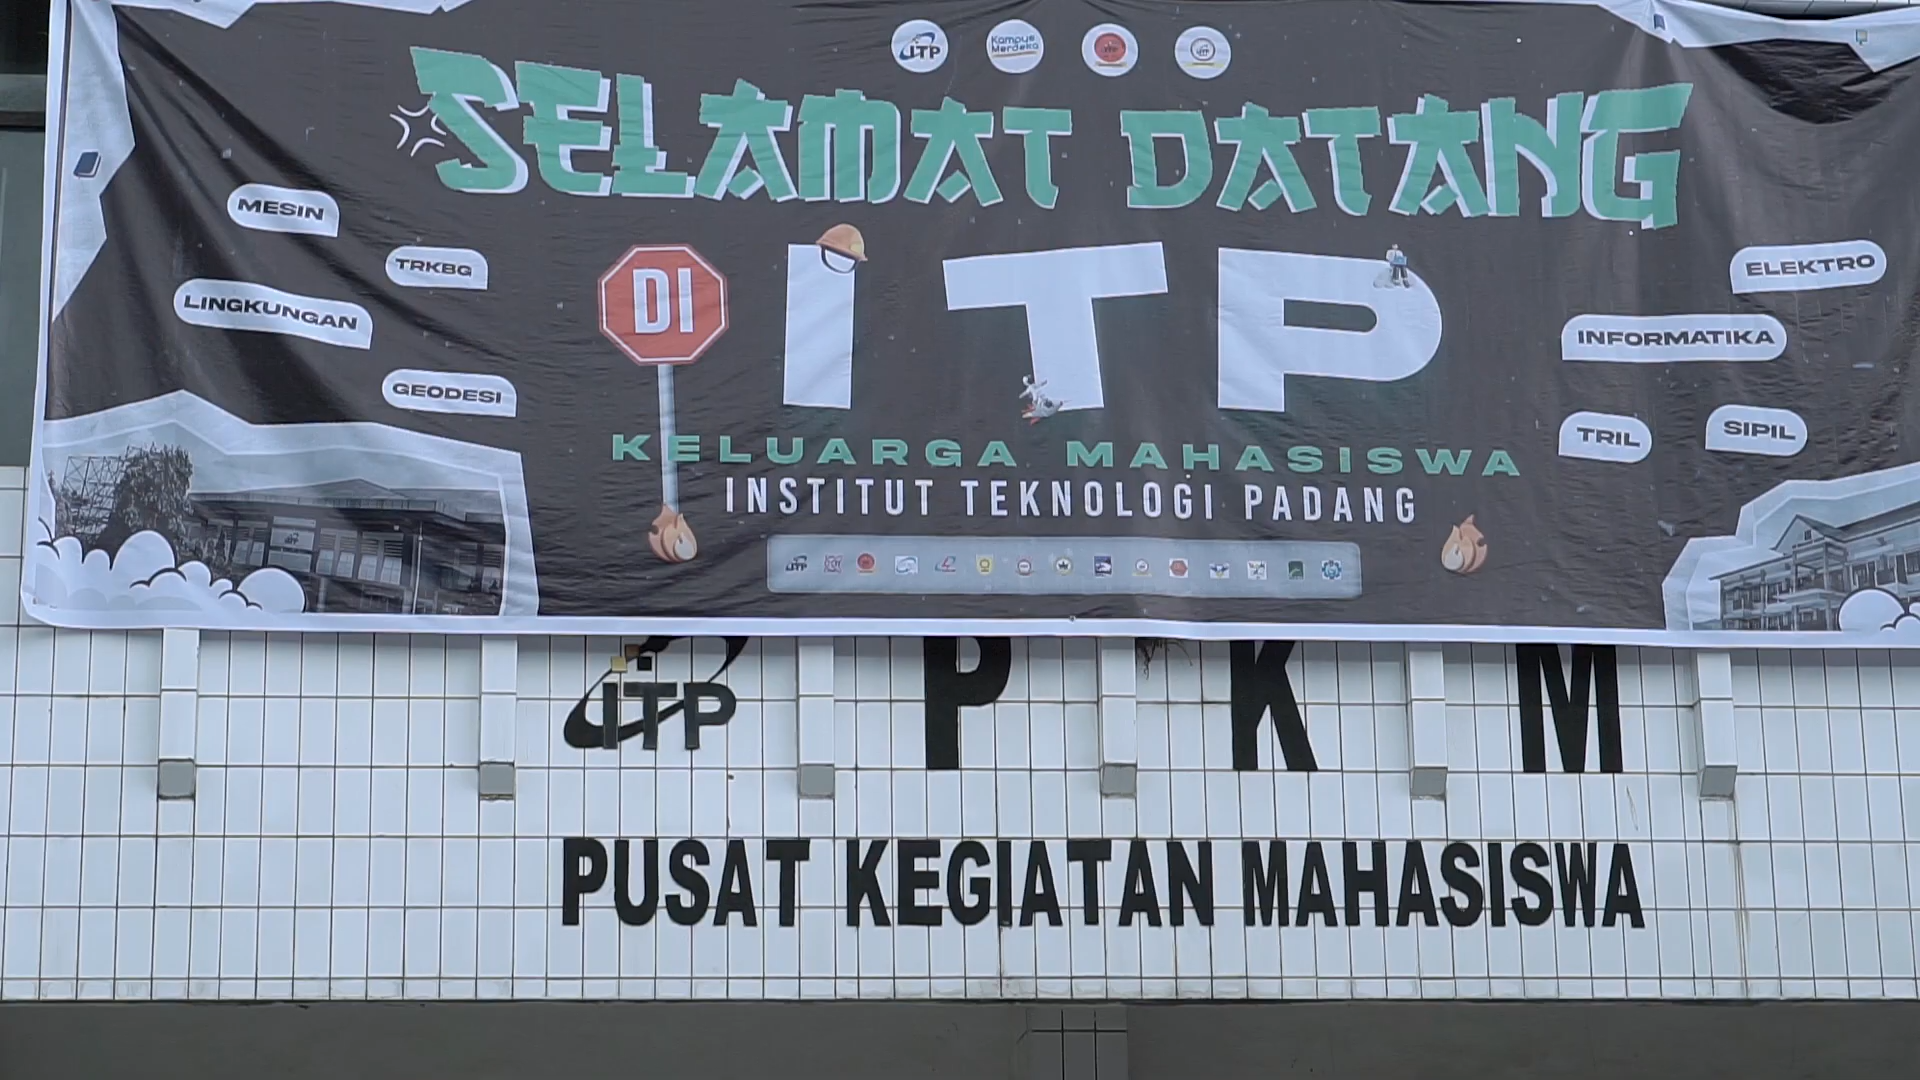 ITP
Kampus
Merdeka
SELAMAT DATANG
MESIN
TRKBG
LINGKUNGAN
GEODESI
DI
ITP
ELEKTRO
INFORMATIKA
TRIL
SIPIL
KELUARGA MAHASISWA
INSTITUT TEKNOLOGI PADANG
ITP
ITP
P K M
PUSAT KEGIATAN MAHASISWA